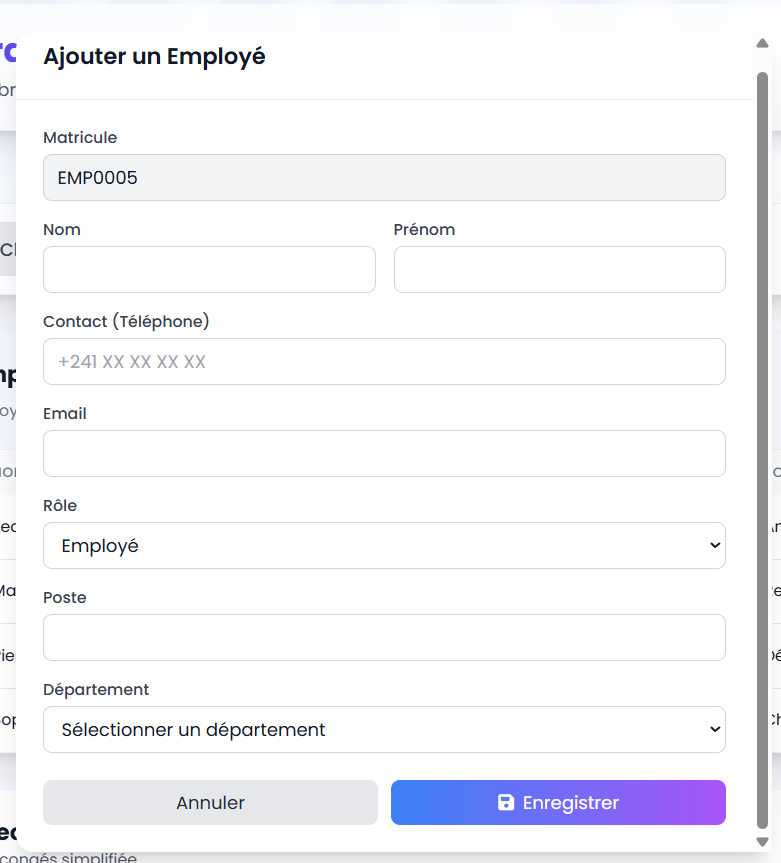 Ajouter un Employé
Matricule
EMP0005
Nom Prénom
Contact (Téléphone)
+241 XX XX XX XX
Email
Rôle
Employé
Poste
Département
Sélectionner un département
Annuler Enregistrer
congés simplifiée